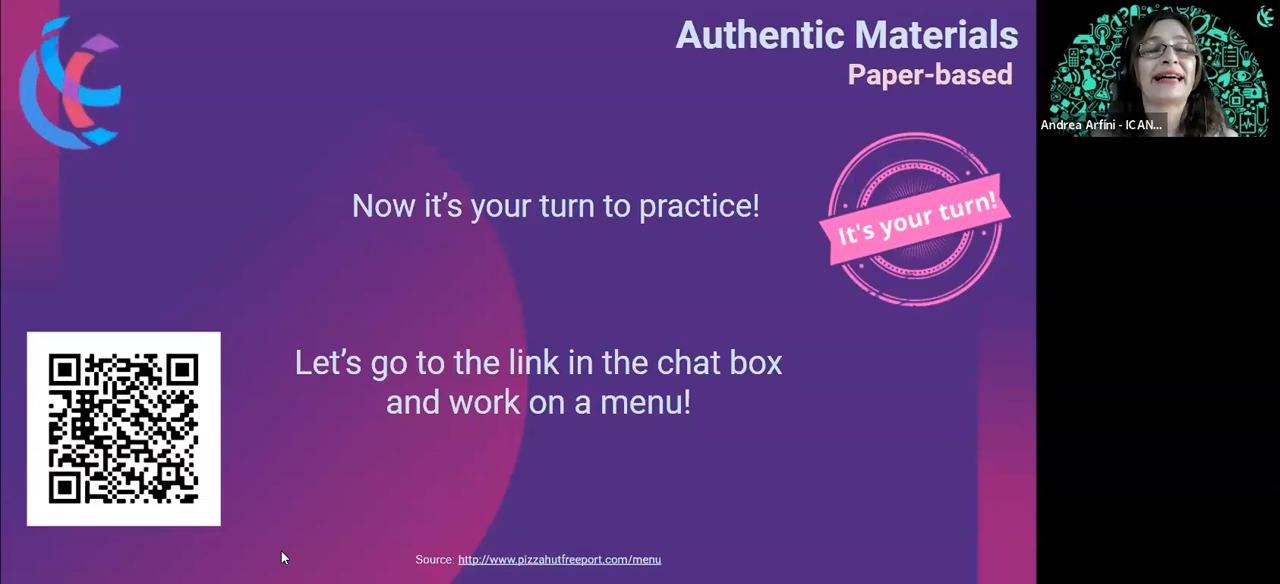 Authentic Materials
Paper-based
Andrea Arfini - ICAN...
Now it's your turn to practice!
It's your turn!
Let's go to the link in the chat box
and work on a menu!
Source: http://www.pizzahutfreeport.com/menu